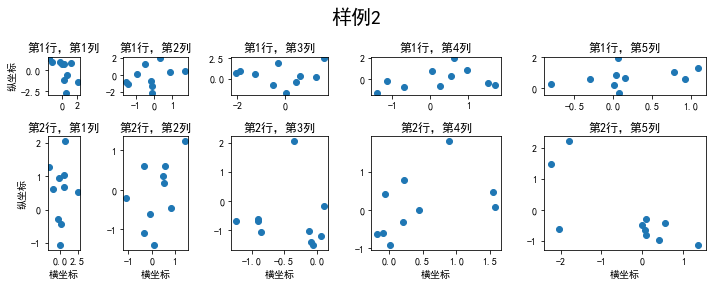 样例2
第1行，第1列 第1行，第2列 第1行，第3列 第1行，第4列 第1行，第5列
纵坐标
0.0
-2.5
0 2
2
0
-2
-1 0 1
2.5
0.0
-2 0
2
0
-1 0 1
2
0
-0.5 0.0 0.5 1.0
第2行，第1列 第2行，第2列 第2行，第3列 第2行，第4列 第2行，第5列
纵坐标
2
1
0
-1
0.0 2.5
横坐标
1
0
-1
-1 0 1
横坐标
2
1
0
-1
-1.0 -0.5 0.0
横坐标
1
0
-1
0.0 0.5 1.0 1.5
横坐标
2
1
0
-1
-2 -1 0 1
横坐标